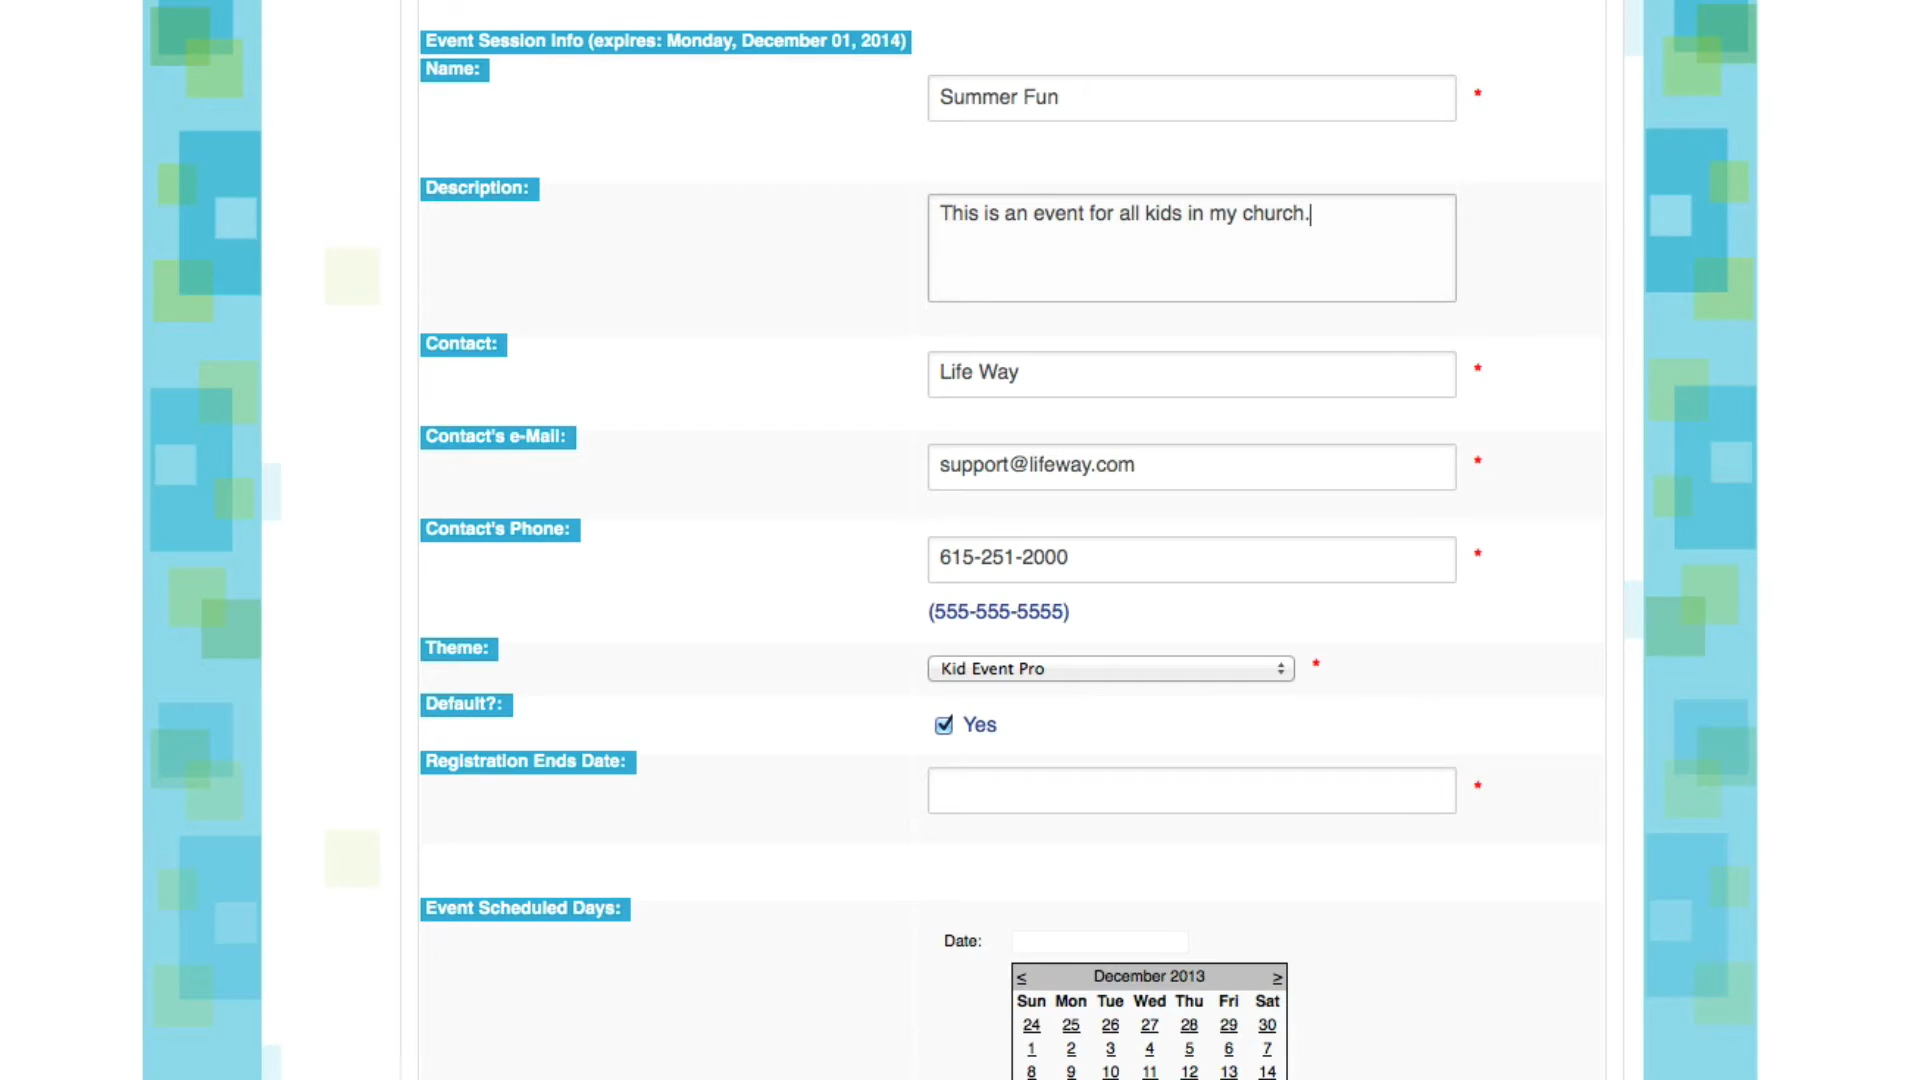 Event Session Info (expires: Monday, December 01, 2014)
Name:
Summer Fun *
Description:
This is an event for all kids in my church.
Contact:
Life Way *
Contact's e-Mail:
support@lifeway.com *
Contact's Phone:
615-251-2000 *
(555-555-5555)
Theme:
Kid Event Pro *
Default?:
Yes
Registration Ends Date:
*
Event Scheduled Days:
Date:
< December 2013 >
Sun Mon Tue Wed Thu Fri Sat
24 25 26 27 28 29 30
1 2 3 4 5 6 7
8 9 10 11 12 13 14